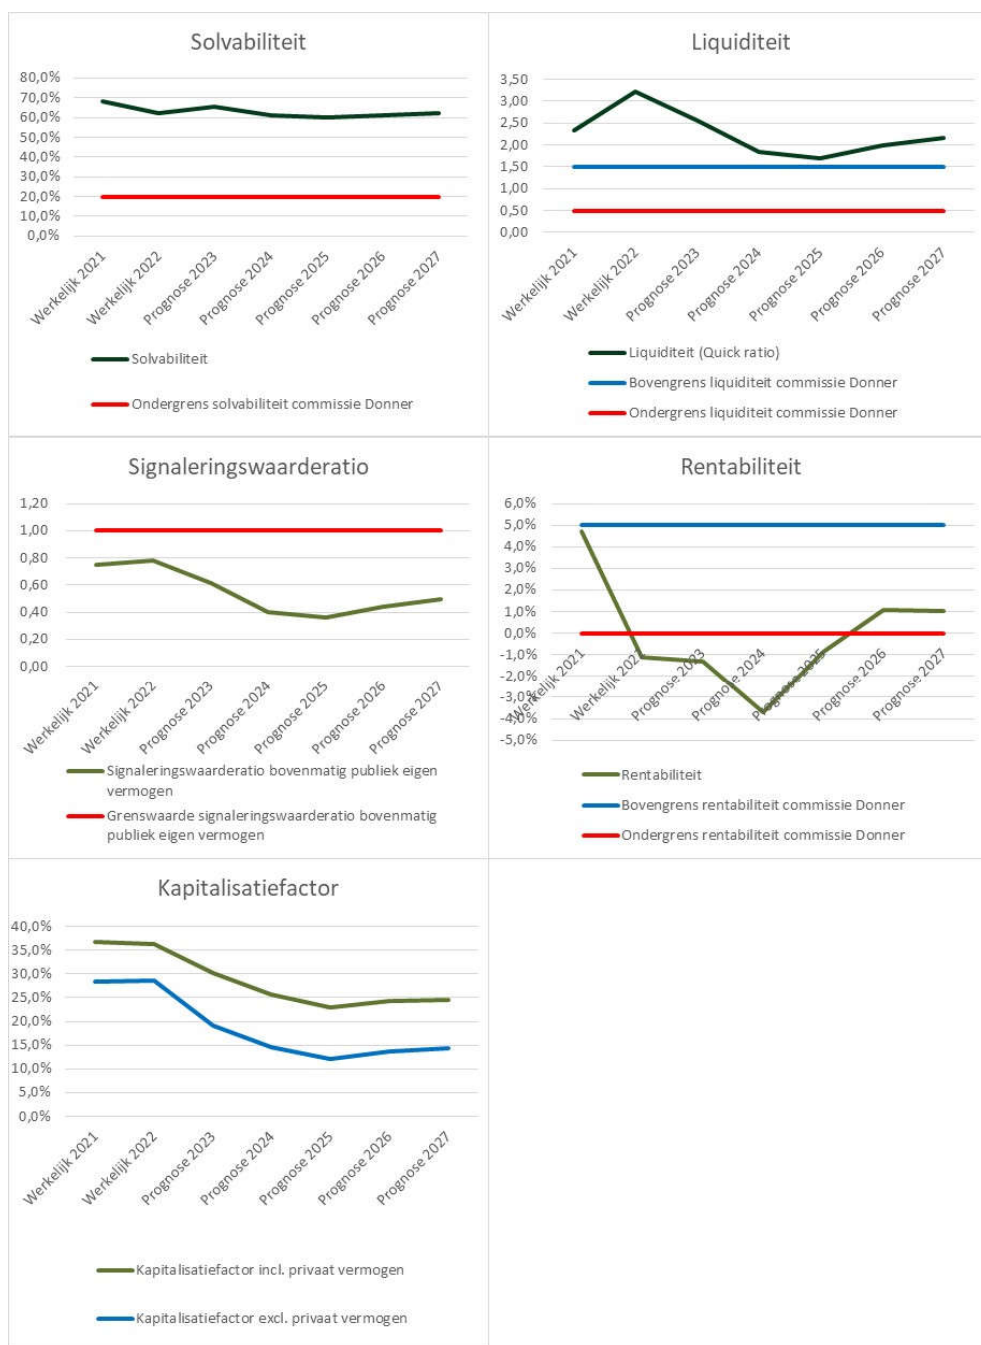 Solvabiliteit
80,0%
70,0%
60,0%
50,0%
40,0%
30,0%
20,0%
10,0%
0,0%
Werkelijk 2021
Werkelijk 2022
Prognose 2023
Prognose 2024
Prognose 2025
Prognose 2026
Prognose 2027
Solvabiliteit
Ondergrens solvabiliteit commissie Donner
Liquiditeit
3,50
3,00
2,50
2,00
1,50
1,00
0,50
0,00
Werkelijk 2021
Werkelijk 2022
Prognose 2023
Prognose 2024
Prognose 2025
Prognose 2026
Prognose 2027
Liquiditeit (Quick ratio)
Bovengrens liquiditeit commissie Donner
Ondergrens liquiditeit commissie Donner
Signaleringswaarderatio
1,20
1,00
0,80
0,60
0,40
0,20
0,00
Werkelijk 2021
Werkelijk 2022
Prognose 2023
Prognose 2024
Prognose 2025
Prognose 2026
Prognose 2027
Signaleringswaarderatio bovenmatig publiek eigen
vermogen
Grenswaarde signaleringswaarderatio bovenmatig
publiek eigen vermogen
Rentabiliteit
6,0%
5,0%
4,0%
3,0%
2,0%
1,0%
0,0%
-1,0%
-2,0%
-3,0%
-4,0%
-5,0%
Werkelijk 2021
Werkelijk 2022
Prognose 2023
Prognose 2024
Prognose 2025
Prognose 2026
Prognose 2027
Rentabiliteit
Bovengrens rentabiliteit commissie Donner
Ondergrens rentabiliteit commissie Donner
Kapitalisatiefactor
40,0%
35,0%
30,0%
25,0%
20,0%
15,0%
10,0%
5,0%
0,0%
Werkelijk 2021
Werkelijk 2022
Prognose 2023
Prognose 2024
Prognose 2025
Prognose 2026
Prognose 2027
Kapitalisatiefactor incl. privaat vermogen
Kapitalisatiefactor excl. privaat vermogen